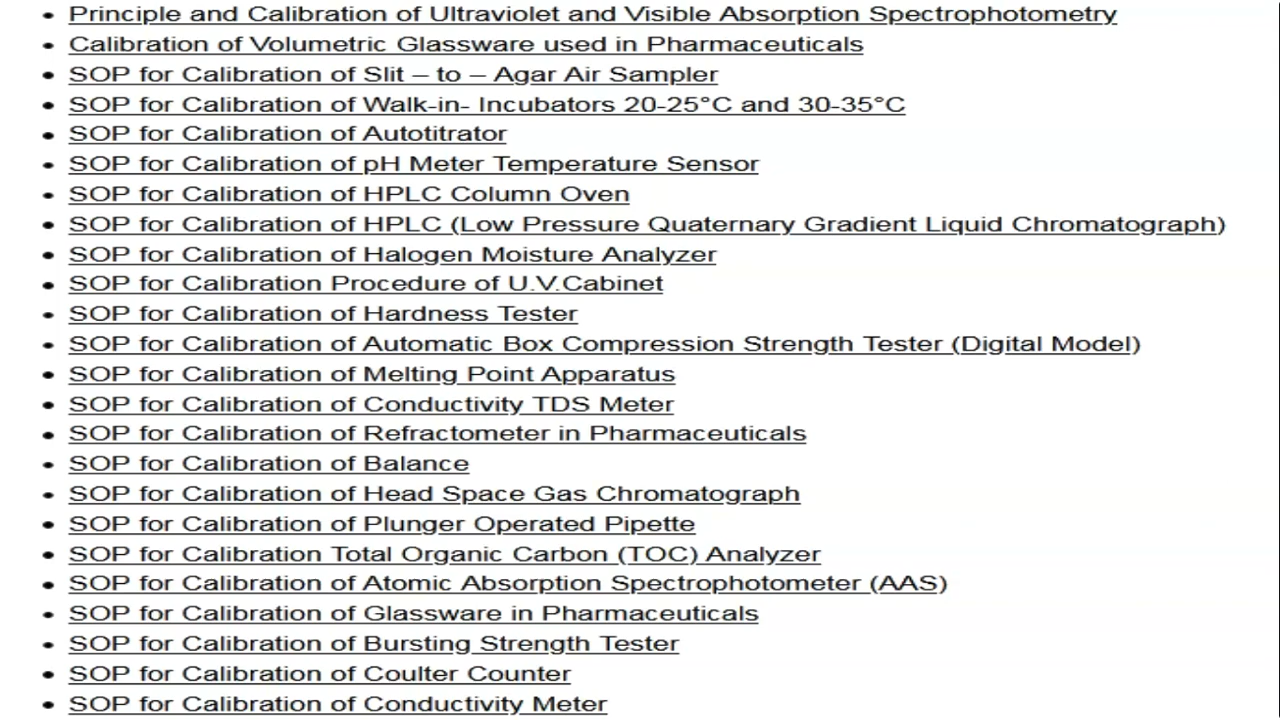 • Principle and Calibration of Ultraviolet and Visible Absorption Spectrophotometry
• Calibration of Volumetric Glassware used in Pharmaceuticals
• SOP for Calibration of Slit – to – Agar Air Sampler
• SOP for Calibration of Walk-in- Incubators 20-25°C and 30-35°C
• SOP for Calibration of Autotitrator
• SOP for Calibration of pH Meter Temperature Sensor
• SOP for Calibration of HPLC Column Oven
• SOP for Calibration of HPLC (Low Pressure Quaternary Gradient Liquid Chromatograph)
• SOP for Calibration of Halogen Moisture Analyzer
• SOP for Calibration Procedure of U.V.Cabinet
• SOP for Calibration of Hardness Tester
• SOP for Calibration of Automatic Box Compression Strength Tester (Digital Model)
• SOP for Calibration of Melting Point Apparatus
• SOP for Calibration of Conductivity TDS Meter
• SOP for Calibration of Refractometer in Pharmaceuticals
• SOP for Calibration of Balance
• SOP for Calibration of Head Space Gas Chromatograph
• SOP for Calibration of Plunger Operated Pipette
• SOP for Calibration Total Organic Carbon (TOC) Analyzer
• SOP for Calibration of Atomic Absorption Spectrophotometer (AAS)
• SOP for Calibration of Glassware in Pharmaceuticals
• SOP for Calibration of Bursting Strength Tester
• SOP for Calibration of Coulter Counter
• SOP for Calibration of Conductivity Meter